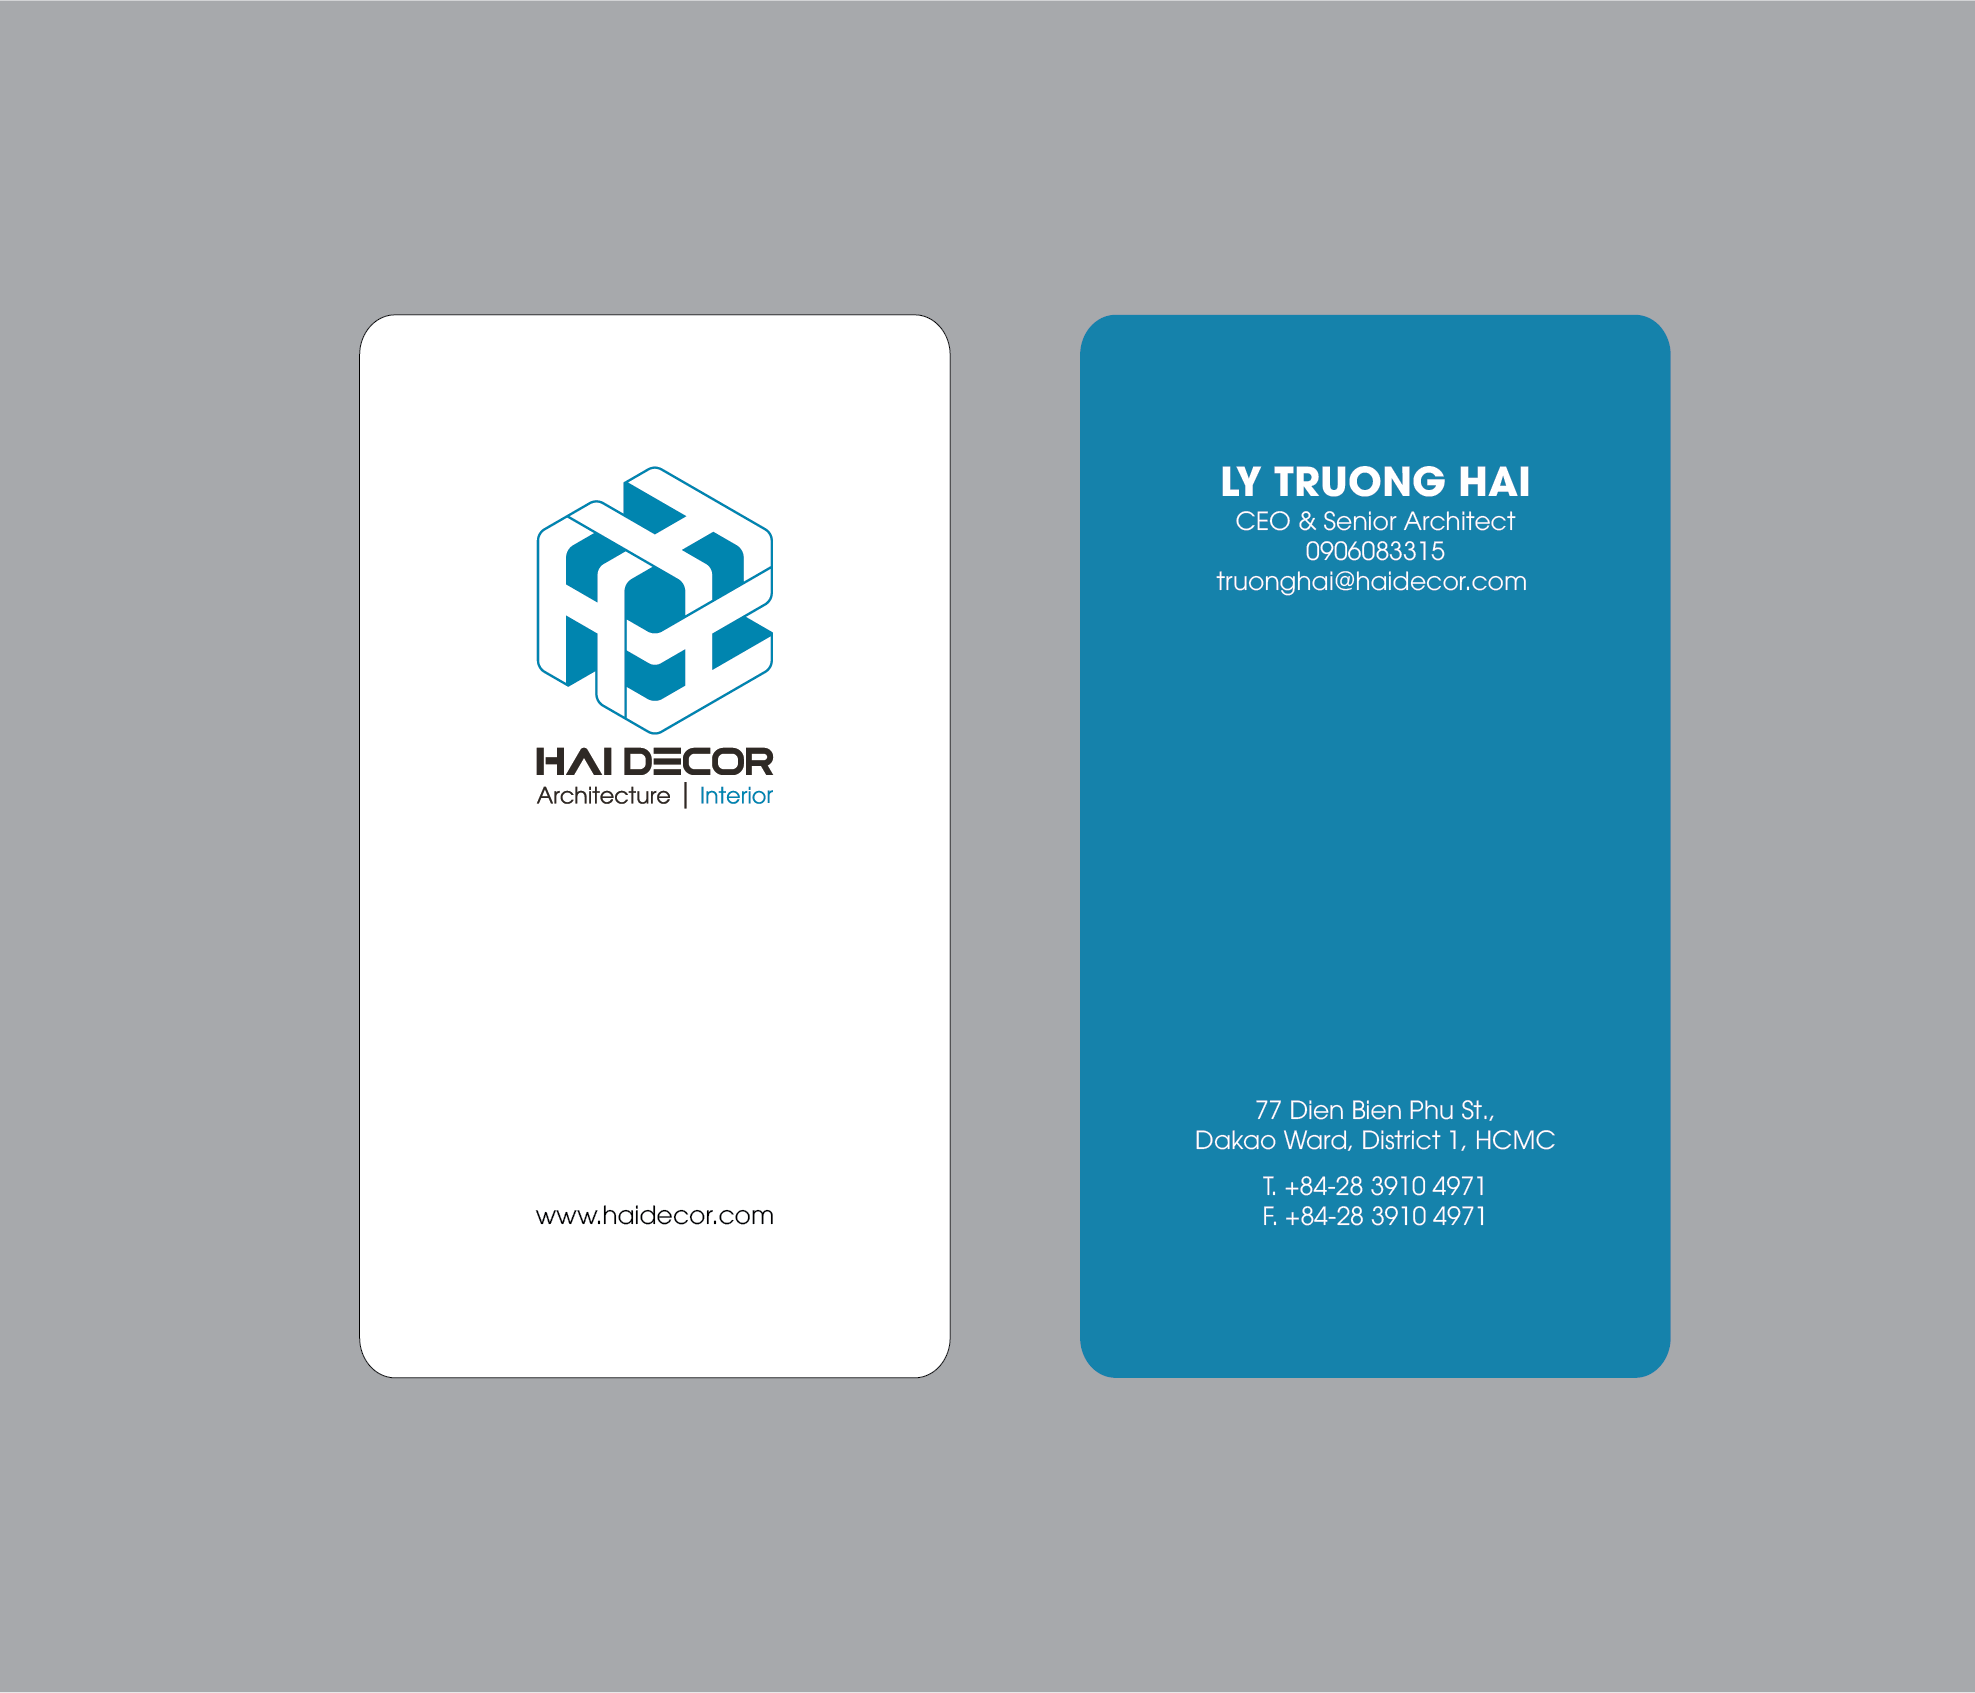 HAI DECOR
Architecture | Interior
www.haidecor.com
LY TRUONG HAI
CEO & Senior Architect
0906083315
truonghai@haidecor.com
77 Dien Bien Phu St.,
Dakao Ward, District 1, HCMC
T. +84-28 3910 4971
F. +84-28 3910 4971